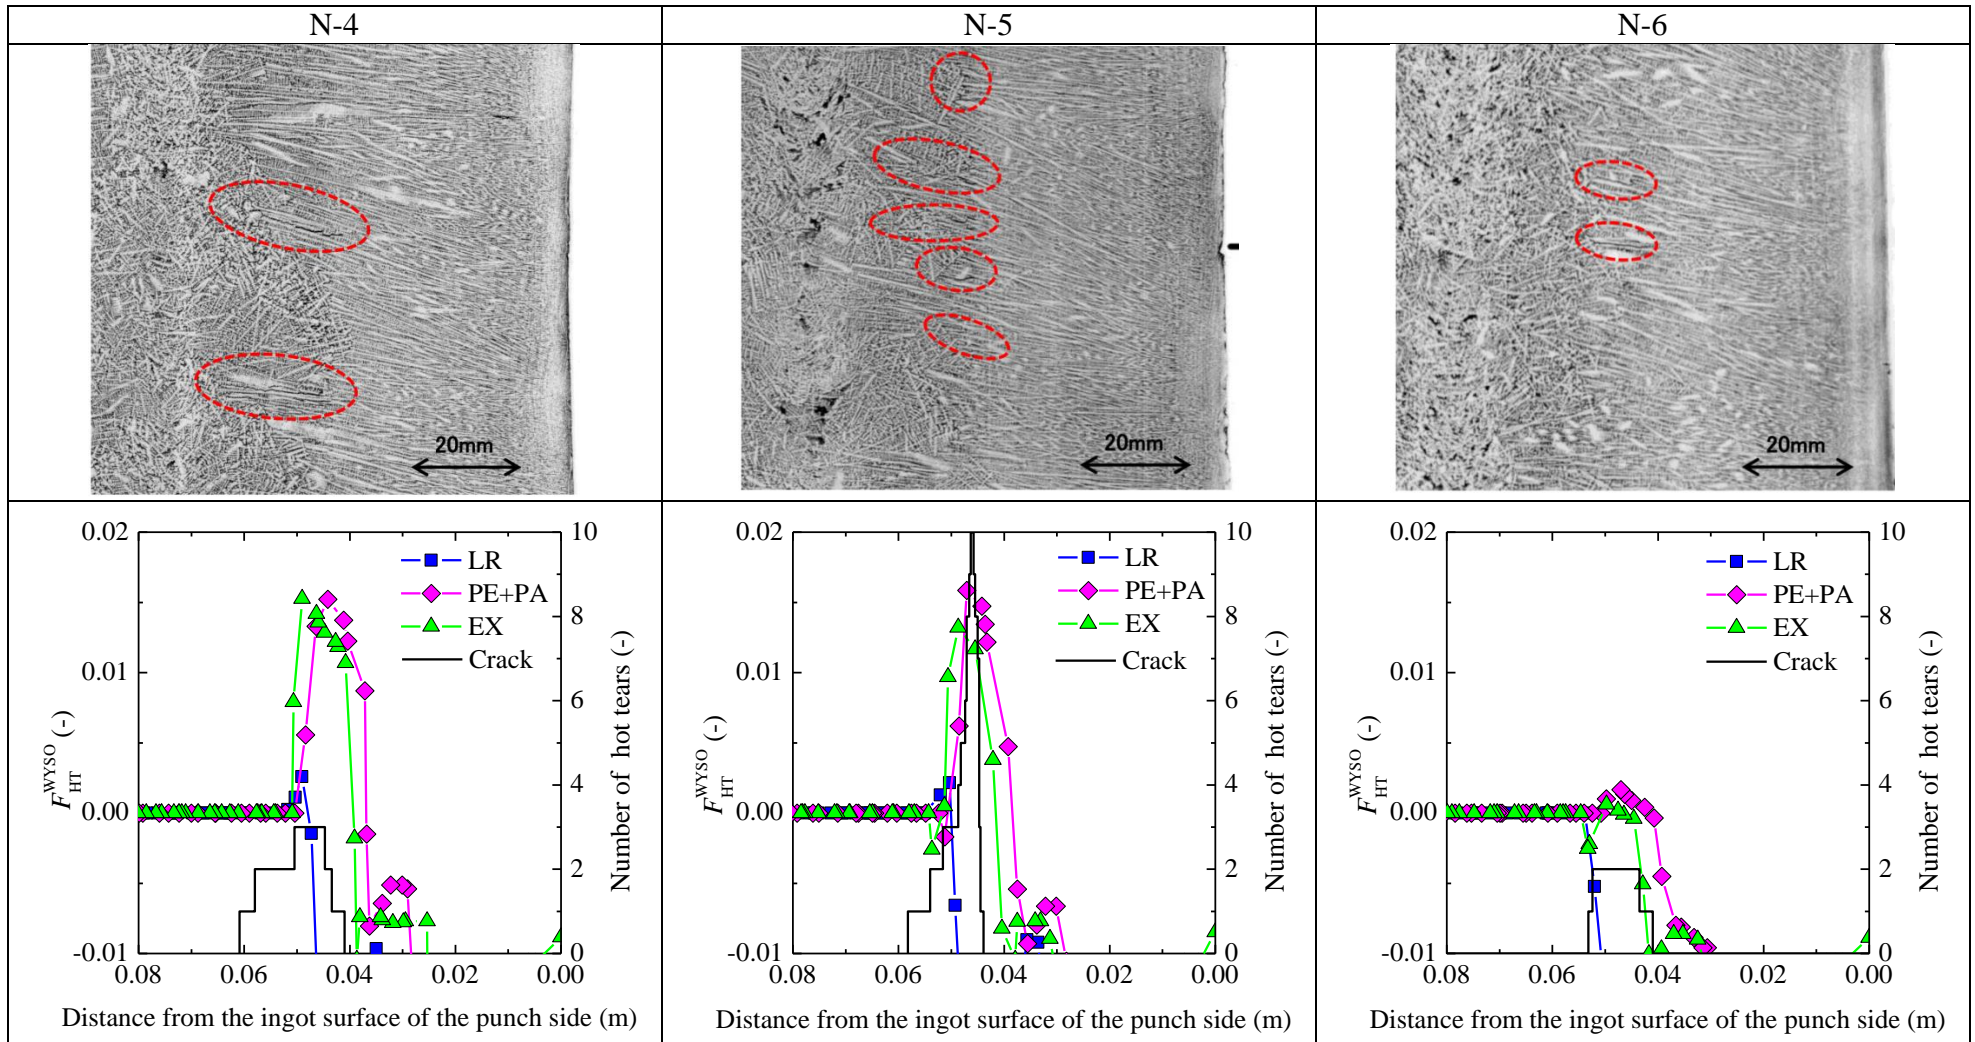 N-4 N-5 N-6
20mm 20mm 20mm
0.02 10 0.02 10 0.02 10
LR LR LR
8 PE+PA 8 PE+PA 8 PE+PA
EX EX EX
0.01 Crack 6 0.01 Crack 6 0.01 Crack 6
F HT WYSO (-) Number of hot tears (-) F HT WYSO (-) Number of hot tears (-) F HT WYSO (-) Number of hot tears (-)
0.00 4 0.00 4 0.00 4
2 2 2
-0.01 0 -0.01 0 -0.01 0
0.08 0.06 0.04 0.02 0.00 0.08 0.06 0.04 0.02 0.00 0.08 0.06 0.04 0.02 0.00
Distance from the ingot surface of the punch side (m) Distance from the ingot surface of the punch side (m) Distance from the ingot surface of the punch side (m)